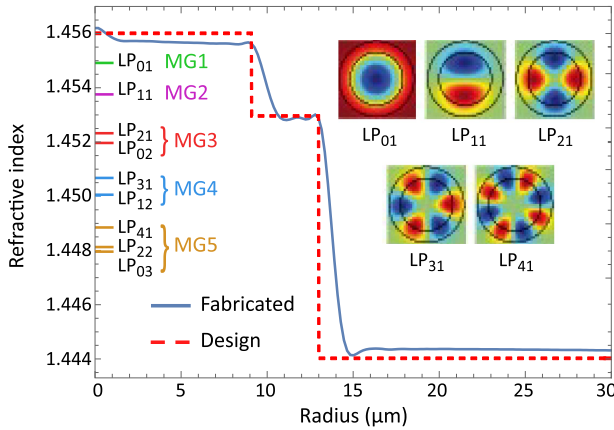 Refractive index
1.456
1.454
1.452
1.450
1.448
1.446
1.444
LP01 MG1
LP11 MG2
LP21
LP02
MG3
LP31
LP12
MG4
LP41
LP22
LP03
MG5
Fabricated
Design
LP01 LP11 LP21
LP31 LP41
0 5 10 15 20 25 30
Radius (μm)